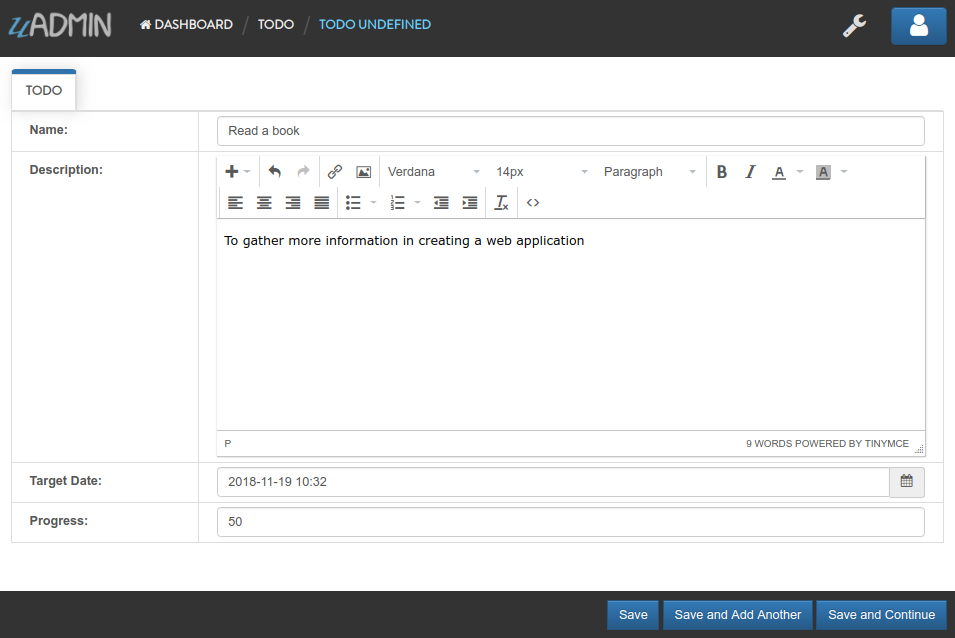 uADMIN DASHBOARD / TODO / TODO UNDEFINED
TODO
Name: Read a book
Description:
Verdana 14px Paragraph B I A A
To gather more information in creating a web application
P 9 WORDS POWERED BY TINYMCE
Target Date: 2018-11-19 10:32
Progress: 50
Save Save and Add Another Save and Continue